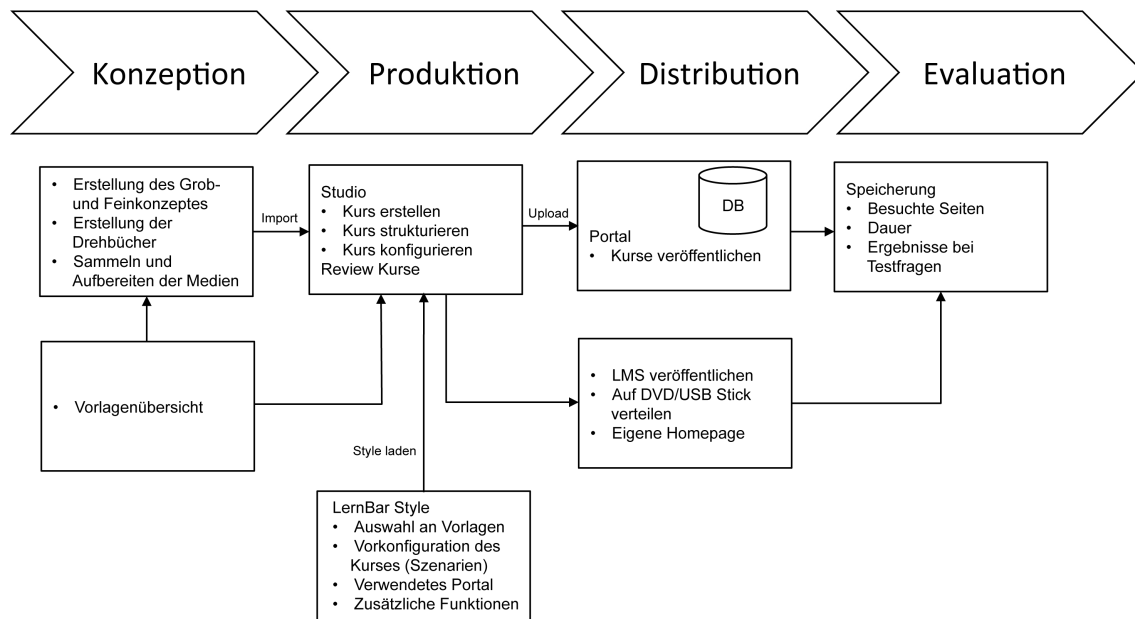 Konzeption
Produktion
Distribution
Evaluation
• Erstellung des Grob-
und Feinkonzeptes
• Erstellung der
Drehbücher
• Sammeln und
Aufbereiten der Medien
Import
Studio
• Kurs erstellen
• Kurs strukturieren
• Kurs konfigurieren
Review Kurse
Upload
DB
Portal
• Kurse veröffentlichen
Speicherung
• Besuchte Seiten
• Dauer
• Ergebnisse bei
Testfragen
• Vorlagenübersicht
• LMS veröffentlichen
• Auf DVD/USB Stick
verteilen
• Eigene Homepage
Style laden
LernBar Style
• Auswahl an Vorlagen
• Vorkonfiguration des
Kurses (Szenarien)
• Verwendetes Portal
• Zusätzliche Funktionen